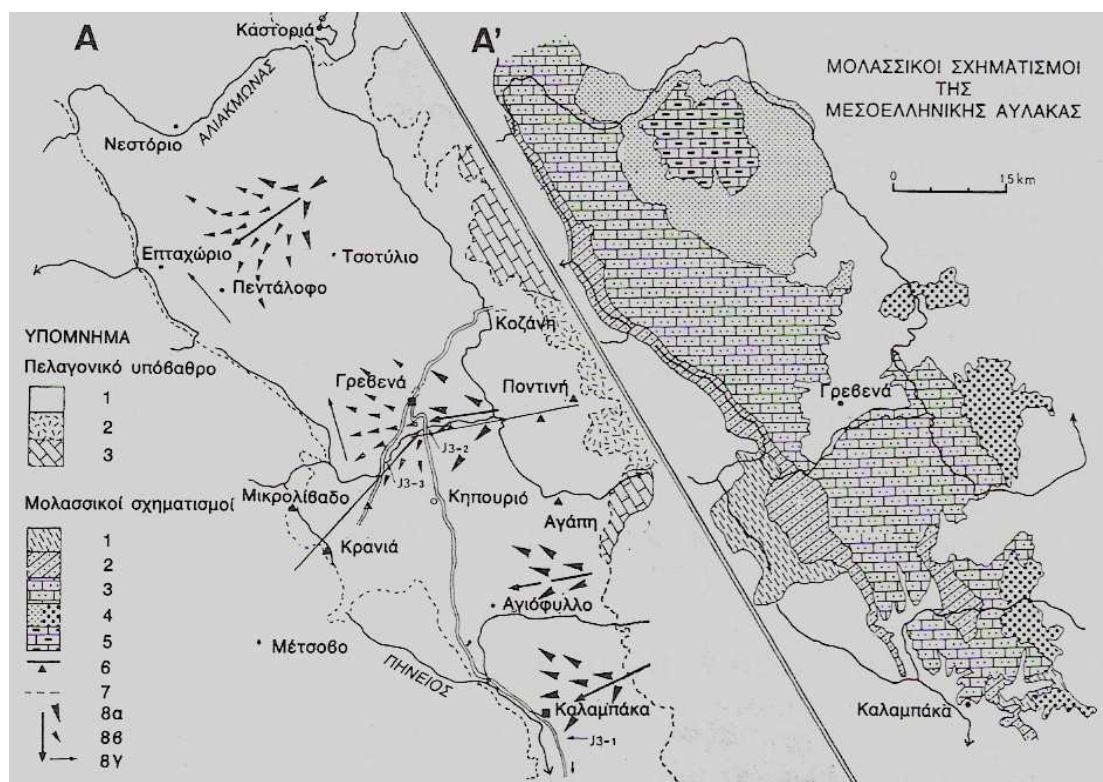 Α
Α'
Καστοριά
ΑΛΙΑΚΜΟΝΑΣ
Νεστόριο
Επταχώριο
Τσοτύλιο
Πεντάλοφο
Κοζάνη
Γρεβενά
Ποντινή
J3-2
J3-3
Μικρολίβαδο
Κηπουριό
Κρανιά
Αγάπη
Αγιόφυλλο
Μέτσοβο
ΠΗΝΕΙΟΣ
Καλαμπάκα
J3-1
ΥΠΟΜΝΗΜΑ
Πελαγονικό υπόβαθρο
1
2
3
Μολασσικοί σχηματισμοί
1
2
3
4
5
6
7
8α
8β
8γ
ΜΟΛΑΣΣΙΚΟΙ ΣΧΗΜΑΤΙΣΜΟΙ
ΤΗΣ
ΜΕΣΟΕΛΛΗΝΙΚΗΣ ΑΥΛΑΚΑΣ
0
15 km
Γρεβενά
Καλαμπάκα